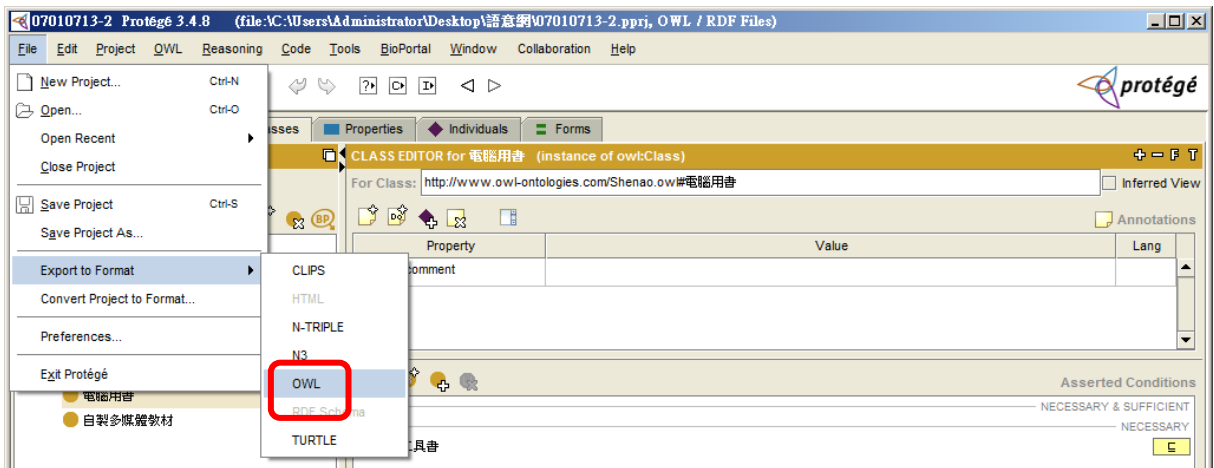 07010713-2 Protégé 3.4.8 (file:\C:\Users\Administrator\Desktop\語意網\07010713-2.pprj, OWL / RDF Files)
File Edit Project OWL Reasoning Code Tools BioPortal Window Collaboration Help
New Project... Ctrl-N
protégé
Open... Ctrl-O
Open Recent
Properties Individuals Forms
Close Project
CLASS EDITOR for 電腦用書 (instance of owl:Class)
For Class: http://www.owl-ontologies.com/Shenao.owl#電腦用書 Inferred View
Save Project Ctrl-S
BP
Annotations
Save Project As...
Property Value Lang
Export to Format
CLIPS
comment
Convert Project to Format...
HTML
N-TRIPLE
Preferences...
N3
Exit Protégé
OWL
Asserted Conditions
電腦用書
RDF Schema
NECESSARY & SUFFICIENT
自製多媒體教材
NECESSARY
TURTLE
工具書